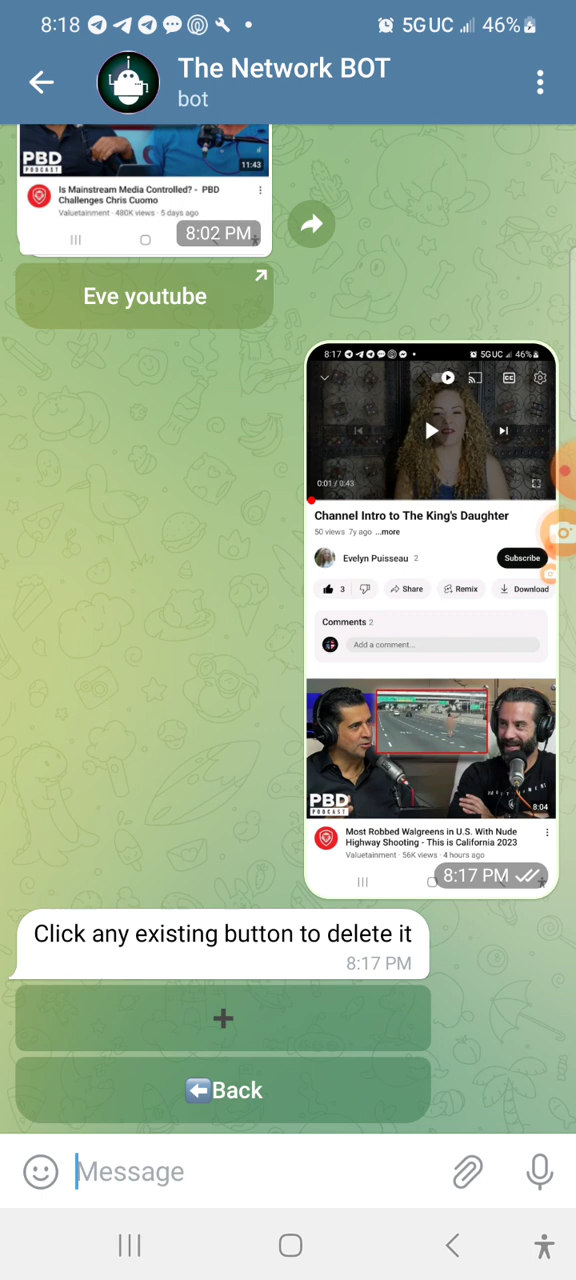 8:18
5GUC
46%
The Network BOT
bot
PBD
PODCAST
11:43
Is Mainstream Media Controlled? - PBD
Challenges Chris Cuomo
Valuetainment · 480K views · 5 days ago
8:02 PM
Eve youtube
8:17
5GUC
46%
CC
0:01 / 0:43
Channel Intro to The King's Daughter
50 views 7y ago ...more
Evelyn Puisseau 2
Subscribe
3
Share
Remix
Download
Comments 2
Add a comment...
PBD
PODCAST
8:04
Most Robbed Walgreens in U.S. With Nude
Highway Shooting - This is California 2023
Valuetainment · 56K views · 4 hours ago
8:17 PM
Click any existing button to delete it
8:17 PM
+
Back
Message